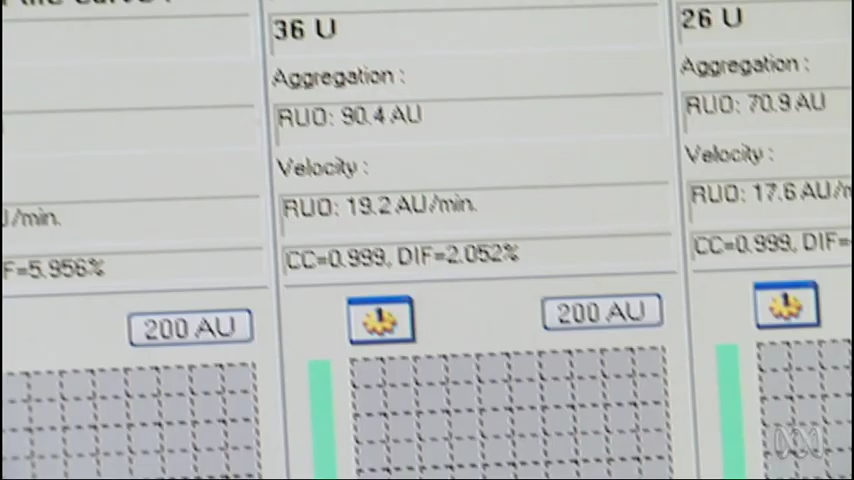 36 U
Aggregation :
RUO: 90.4 AU
Velocity :
RUO: 19.2 AU/min.
CC=0.999, DIF=2.052%
200 AU
26 U
Aggregation :
RUO: 70.9 AU
Velocity :
RUO: 17.6 AU/m
CC=0.999, DIF=
J/min.
F=5.956%
200 AU